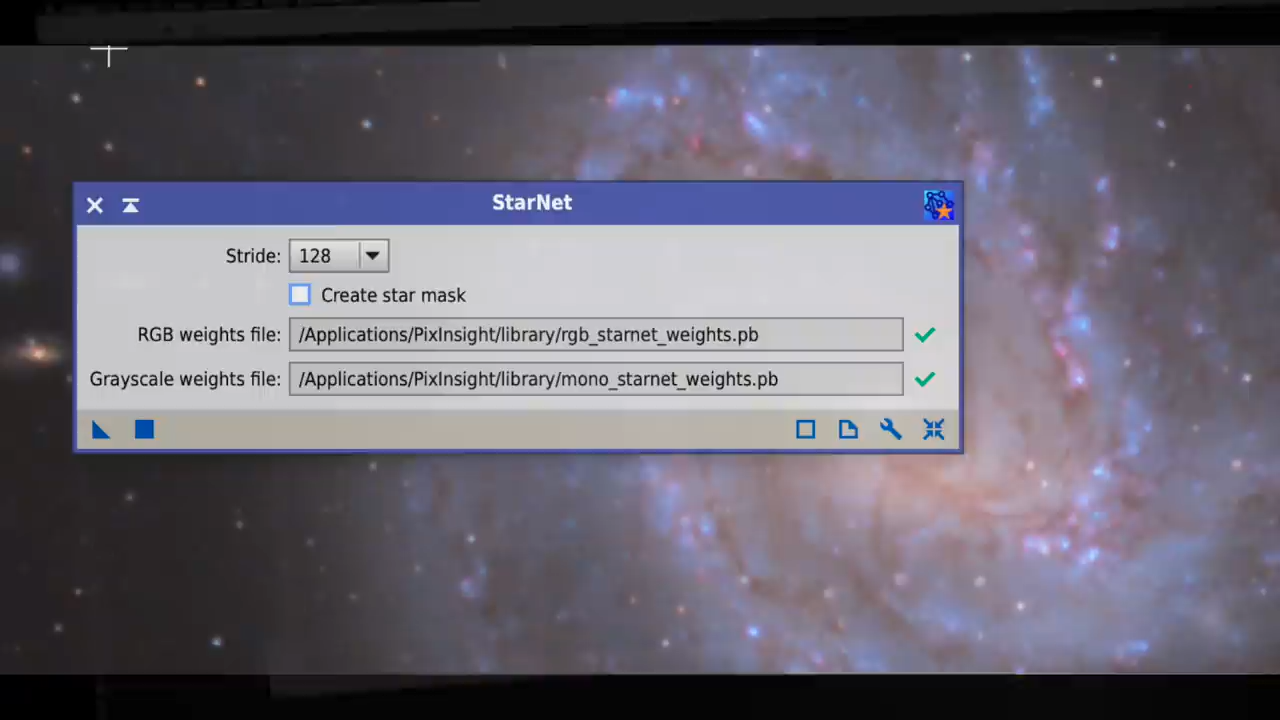 StarNet
Stride: 128
Create star mask
RGB weights file: /Applications/PixInsight/library/rgb_starnet_weights.pb
Grayscale weights file: /Applications/PixInsight/library/mono_starnet_weights.pb